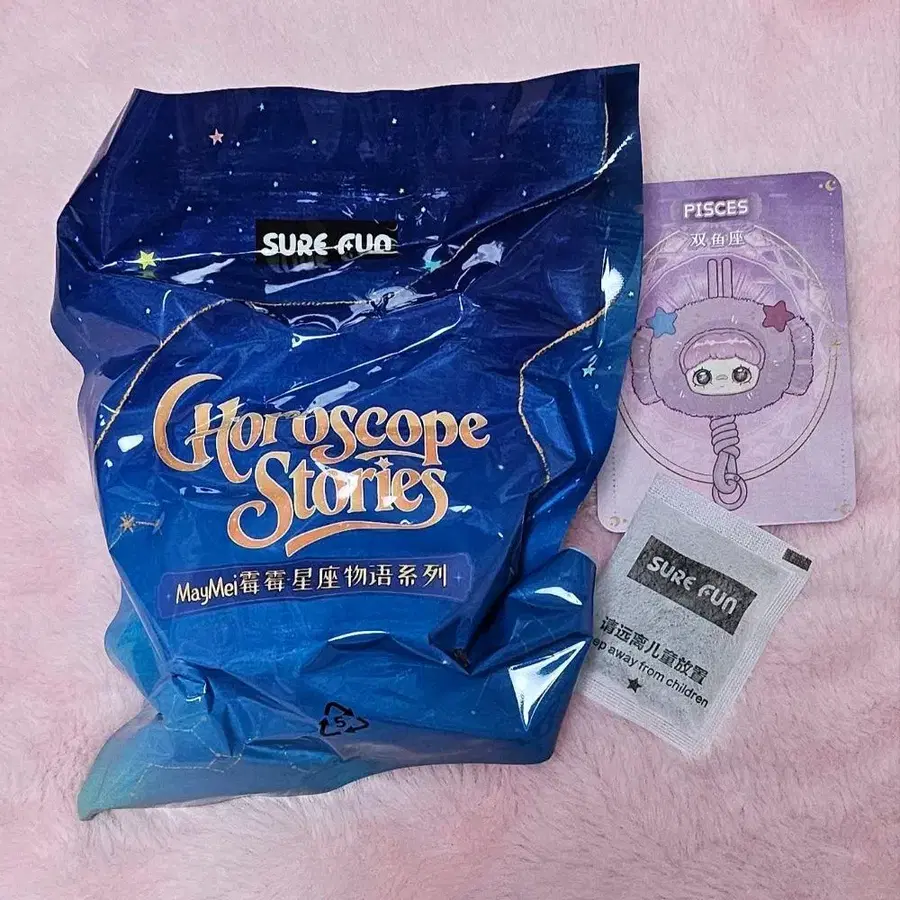 SURE FUN
Horoscope
Stories
MayMei霉霉星座物语系列
5
PISCES
双鱼座
SURE FUN
请远离儿童放置
away from children